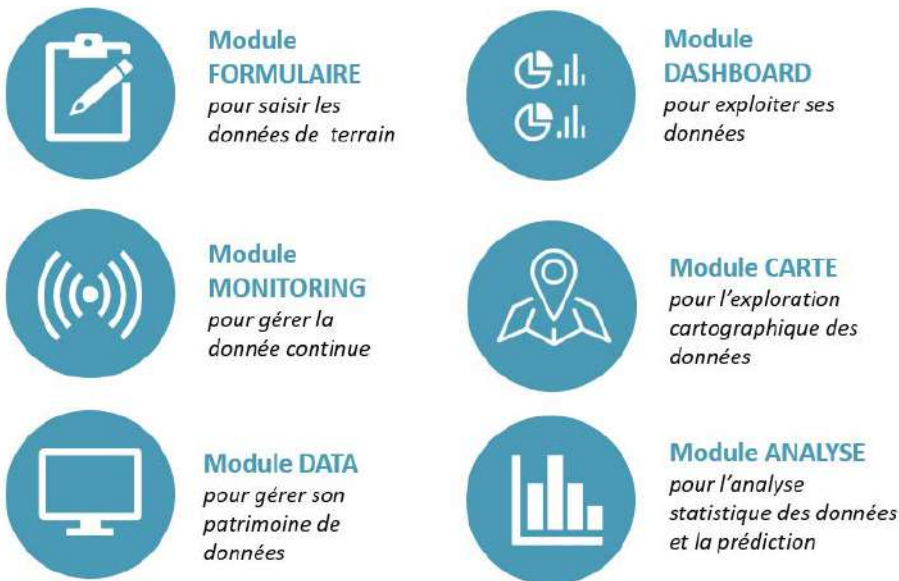 Module
FORMULAIRE
pour saisir les
données de terrain
Module
DASHBOARD
pour exploiter ses
données
Module
MONITORING
pour gérer la
donnée continue
Module CARTE
pour l'exploration
cartographique des
données
Module DATA
pour gérer son
patrimoine de
données
Module ANALYSE
pour l'analyse
statistique des données
et la prédiction